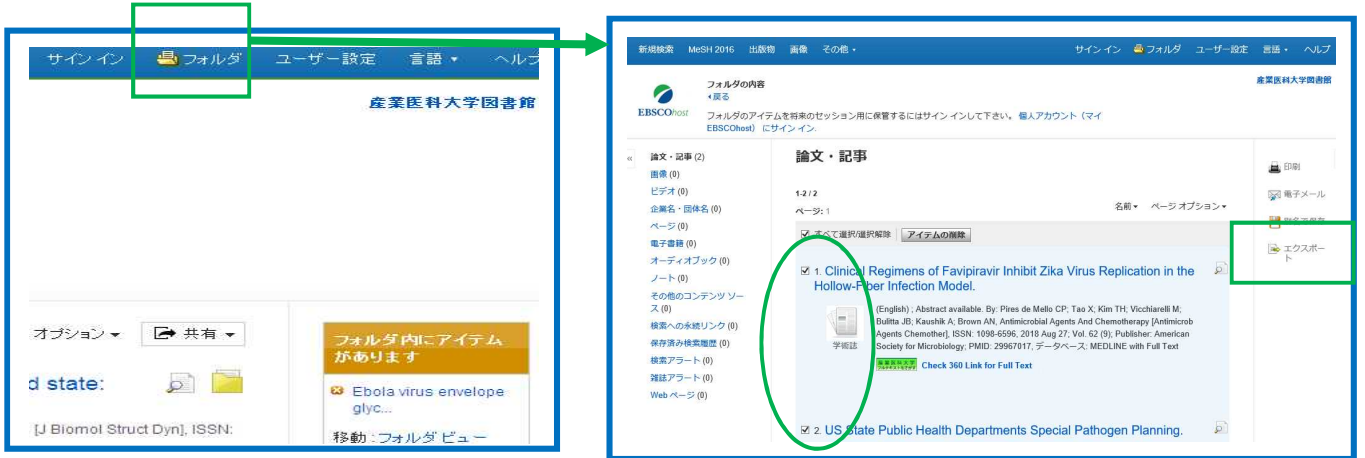 サインイン フォルダ ユーザー設定 言語 ヘルプ
産業医科大学図書館
オプション 共有
d state:
[J Biomol Struct Dyn], ISSN:
フォルダ内にアイテム
があります
Ebola virus envelope
glyc...
移動:フォルダ ビュー
新規検索 MeSH 2016 出版物 画像 その他 サインイン フォルダ ユーザー設定 言語 ヘルプ
産業医科大学図書館
EBSCOhost
フォルダの内容
戻る
フォルダのアイテムを将来のセッション用に保管するにはサイン インして下さい。 個人アカウント(マイ
EBSCOhost) にサイン イン.
«
論文・記事 (2)
画像 (0)
ビデオ (0)
企業名・団体名 (0)
ページ (0)
電子書籍 (0)
オーディオブック (0)
ノート (0)
その他のコンテンツ ソー
ス (0)
検索への永続リンク (0)
保存済み検索履歴 (0)
検索アラート (0)
雑誌アラート (0)
Web ページ (0)
論文・記事
1-2 / 2
ページ: 1
名前 ページ オプション
すべて選択/選択解除 アイテムの削除
1. Clinical Regimens of Favipiravir Inhibit Zika Virus Replication in the
Hollow-Fiber Infection Model.
(English) ; Abstract available. By: Pires de Mello CP; Tao X; Kim TH; Vicchiarelli M;
Bulitta JB; Kaushik A; Brown AN, Antimicrobial Agents And Chemotherapy [Antimicrob
Agents Chemother], ISSN: 1098-6596, 2018 Aug 27; Vol. 62 (9); Publisher: American
Society for Microbiology; PMID: 29967017, データベース: MEDLINE with Full Text
学術誌
Check 360 Link for Full Text
2. US State Public Health Departments Special Pathogen Planning.
印刷
電子メール
エクスポー
ト